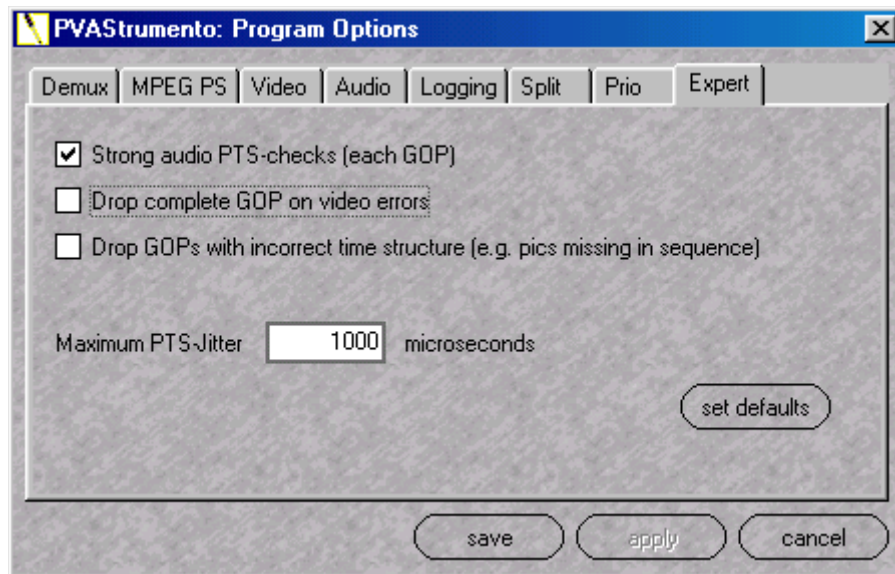 PVAStrumento: Program Options
Demux MPEG PS Video Audio Logging Split Prio Expert
Strong audio PTS-checks (each GOP)
Drop complete GOP on video errors
Drop GOPs with incorrect time structure (e.g. pics missing in sequence)
Maximum PTS-Jitter 1000 microseconds
set defaults
save apply cancel